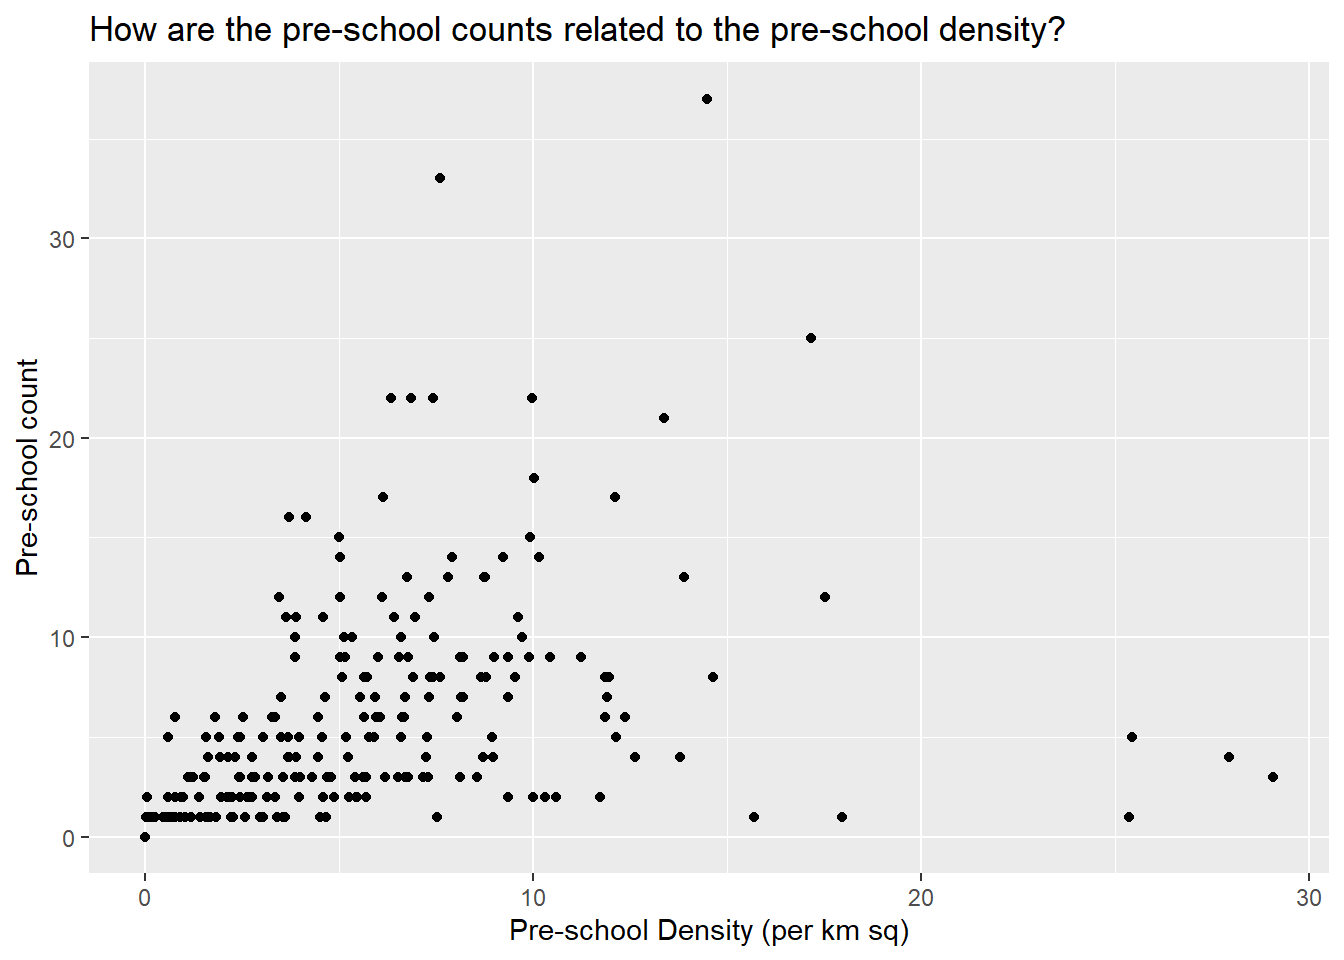 How are the pre-school counts related to the pre-school density?
30
20
10
0
Pre-school count
0 10 20 30
Pre-school Density (per km sq)